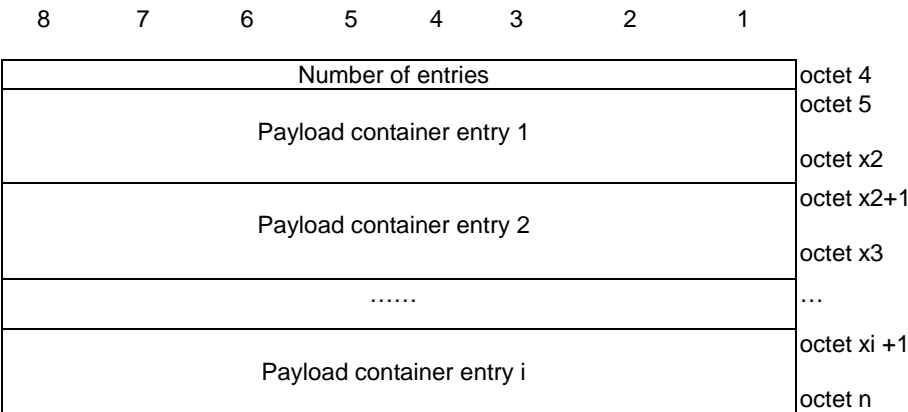 8 7 6 5 4 3 2 1
Number of entries octet 4
octet 5
Payload container entry 1
octet x2
octet x2+1
Payload container entry 2
octet x3
…… …
octet xi +1
Payload container entry i
octet n